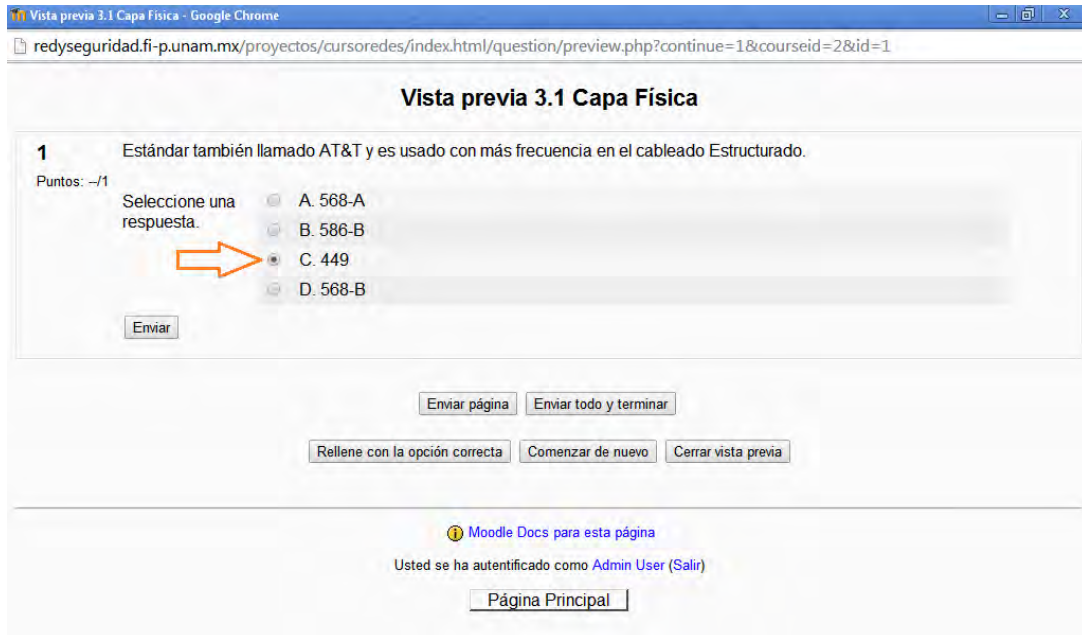 Vista previa 3.1 Capa Física - Google Chrome
redyseguridad.fi-p.unam.mx/proyectos/cursoredes/index.html/question/preview.php?continue=1&courseid=2&id=1
Vista previa 3.1 Capa Física
1
Estándar también llamado AT&T y es usado con más frecuencia en el cableado Estructurado.
Puntos: --/1
Seleccione una
respuesta.
A. 568-A
B. 586-B
C. 449
D. 568-B
Enviar
Enviar página
Enviar todo y terminar
Rellene con la opción correcta
Comenzar de nuevo
Cerrar vista previa
Moodle Docs para esta página
Usted se ha autentificado como Admin User (Salir)
Página Principal